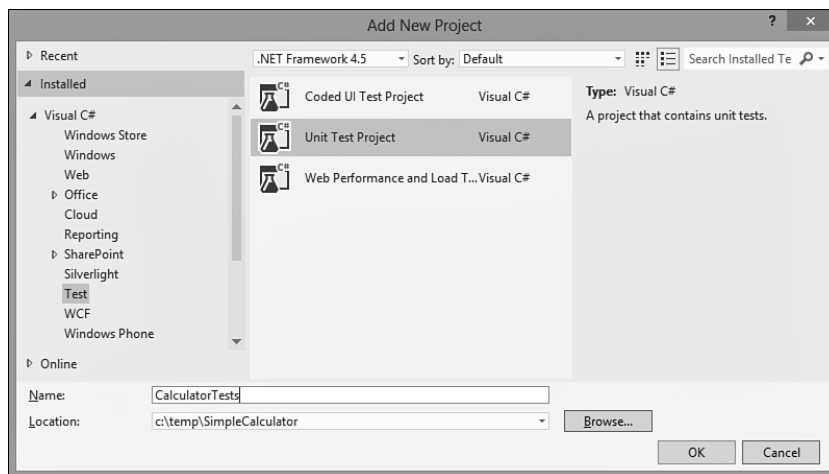 Add New Project
? ×
Recent
Installed
Visual C#
Windows Store
Windows
Web
Office
Cloud
Reporting
SharePoint
Silverlight
Test
WCF
Windows Phone
Online
.NET Framework 4.5 Sort by: Default Search Installed Te
C# Coded UI Test Project Visual C#
C# Unit Test Project Visual C#
C# Web Performance and Load T... Visual C#
Type: Visual C#
A project that contains unit tests.
Name: CalculatorTests
Location: c:\temp\SimpleCalculator Browse...
OK Cancel